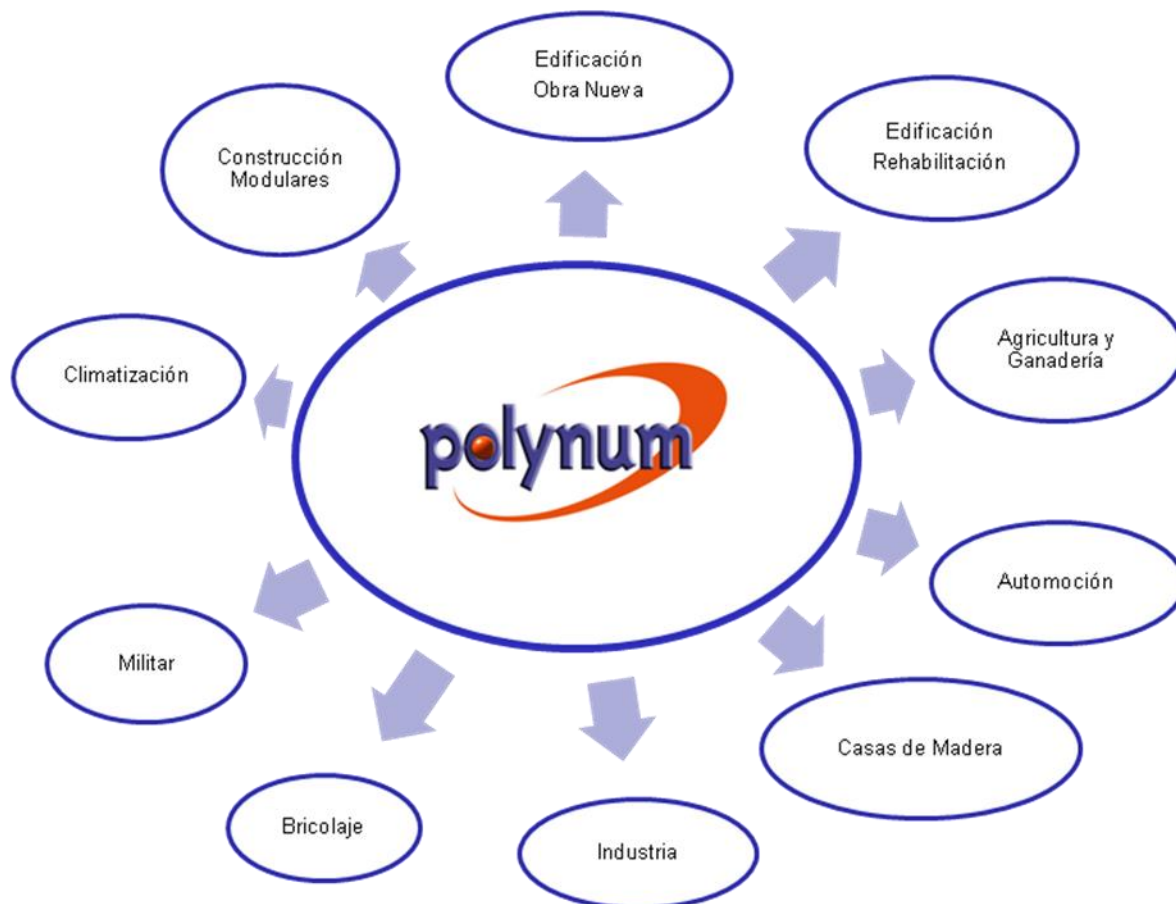 Edificación
Obra Nueva
Edificación
Rehabilitación
Construcción
Modulares
Agricultura y
Ganadería
Climatización
polynum
Automoción
Militar
Casas de Madera
Bricolaje
Industria